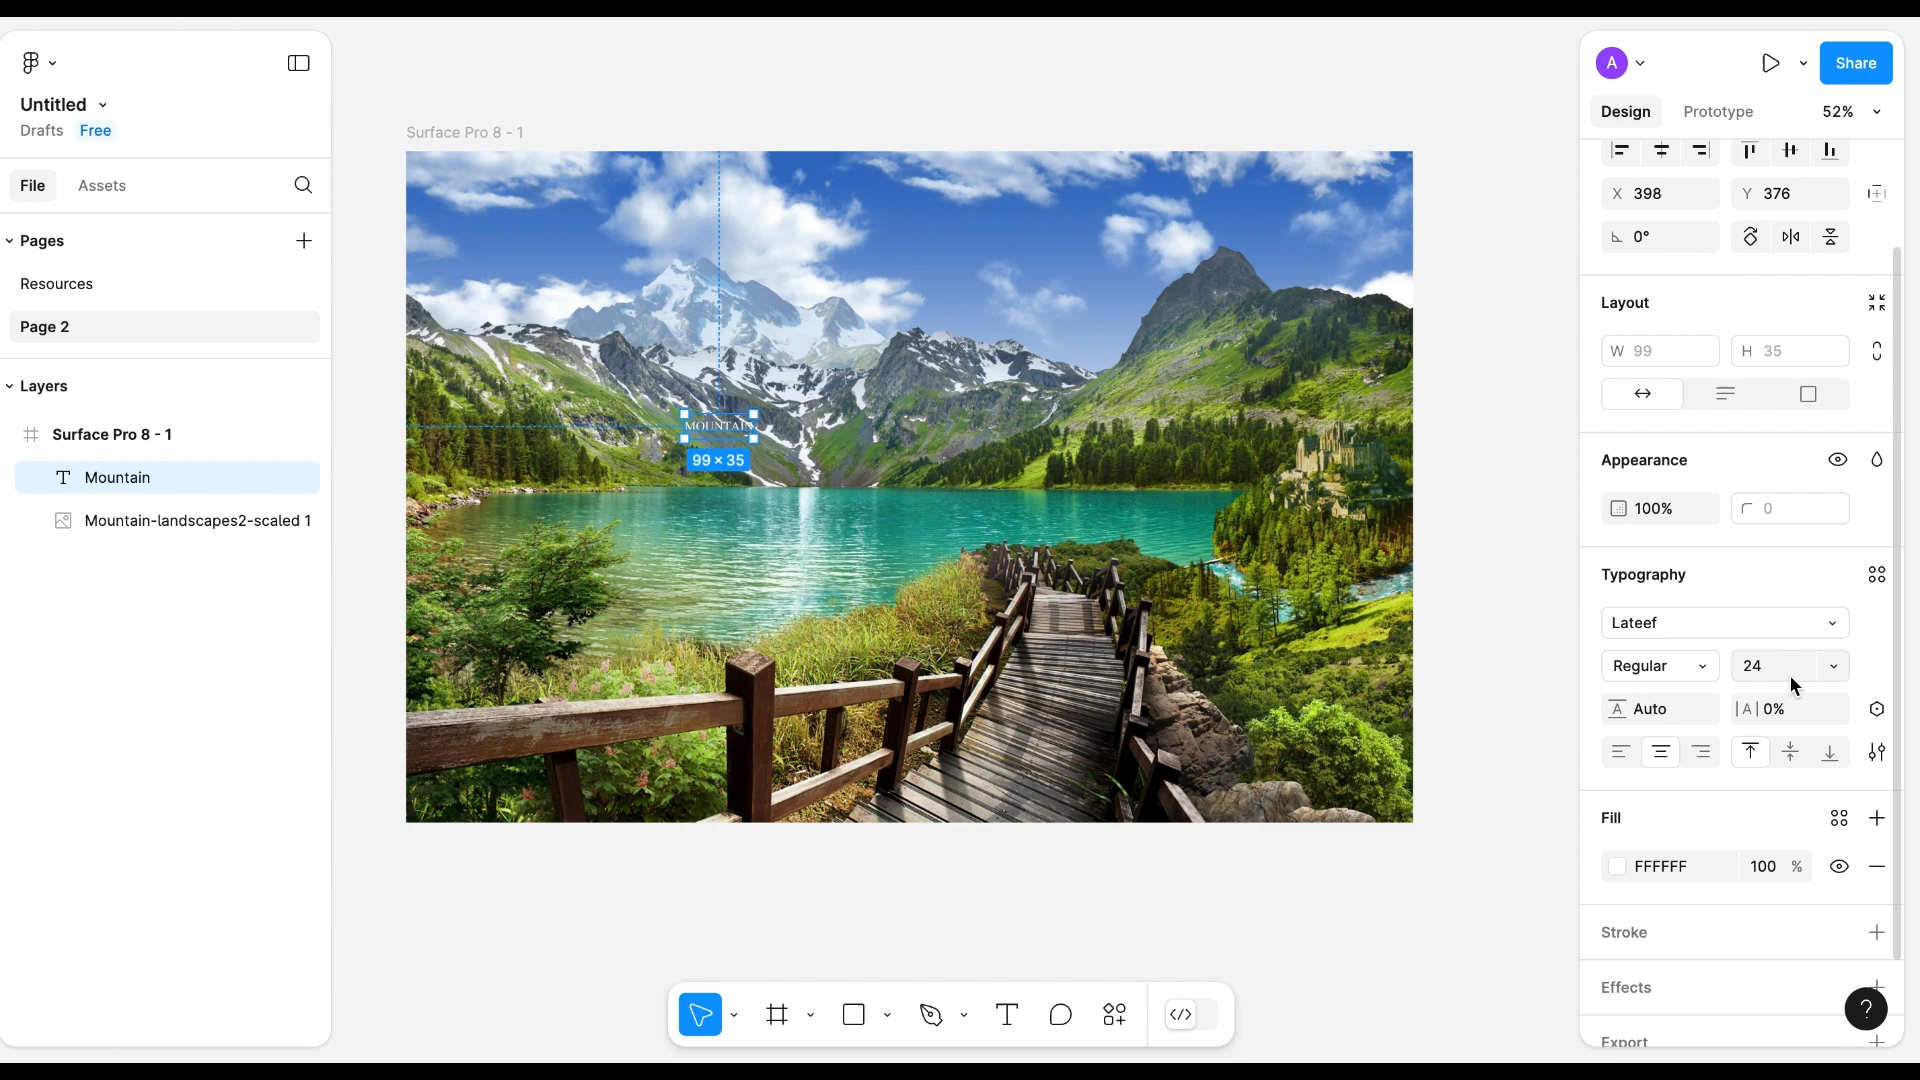 Untitled
Drafts Free
File Assets
Pages
Resources
Page 2
Layers
Surface Pro 8 - 1
Mountain
Mountain-landscapes2-scaled 1
Surface Pro 8 - 1
MOUNTAIN
99 × 35
A
Share
Design Prototype 52%
X 398 Y 376
0°
Layout
W 99 H 35
Appearance
100% 0
Typography
Lateef
Regular 24
A Auto |A| 0%
Fill
FFFFFF 100 %
Stroke
Effects
?
Export